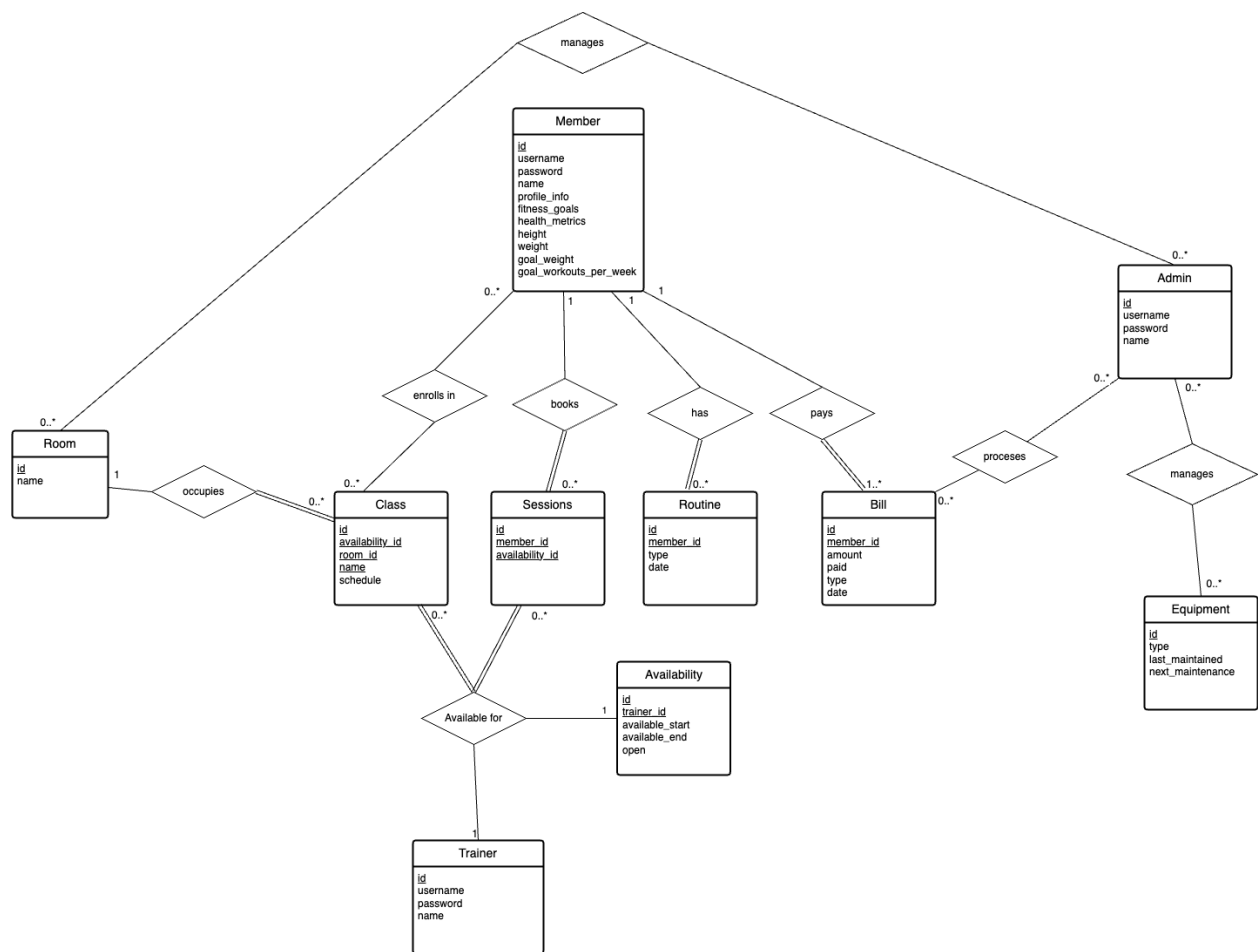 manages
Member
id
username
password
name
profile_info
fitness_goals
health_metrics
height
weight
goal_weight
goal_workouts_per_week
0..*
1
1
1
0..*
Admin
id
username
password
name
0..*
0..*
enrolls in
books
has
pays
proceses
manages
0..*
Room
id
name
1
occupies
0..*
0..*
0..*
0..*
1..*
0..*
Class
id
availability_id
room_id
name
schedule
Sessions
id
member_id
availability_id
Routine
id
member_id
type
date
Bill
id
member_id
amount
paid
type
date
0..*
Equipment
id
type
last_maintained
next_maintenance
0..*
0..*
Available for
1
Availability
id
trainer_id
available_start
available_end
open
1
Trainer
id
username
password
name